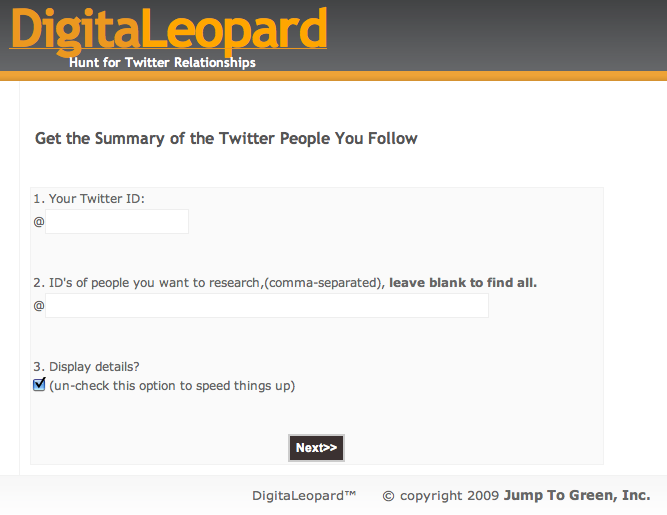 DigitaLeopard
Hunt for Twitter Relationships
Get the Summary of the Twitter People You Follow
1. Your Twitter ID:
@
2. ID's of people you want to research,(comma-separated), leave blank to find all.
@
3. Display details?
(un-check this option to speed things up)
Next>>
DigitaLeopard™ © copyright 2009 Jump To Green, Inc.